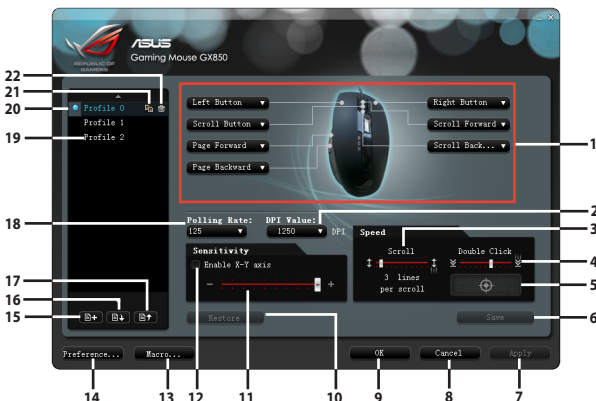 REPUBLIC OF
GAMERS
ASUS
Gaming Mouse GX850
22
21
20
19
Profile 0
Profile 1
Profile 2
Left Button
Scroll Button
Page Forward
Page Backward
Right Button
Scroll Forward
Scroll Back...
1
18
Polling Rate:
125
DPI Value:
1250
DPI
2
Speed
3
Scroll
3 lines
per scroll
Double Click
4
5
Sensitivity
Enable X-Y axis
17
16
15
Restore
Save
6
Preference...
Macro...
OK
Cancel
Apply
14
13
12
11
10
9
8
7